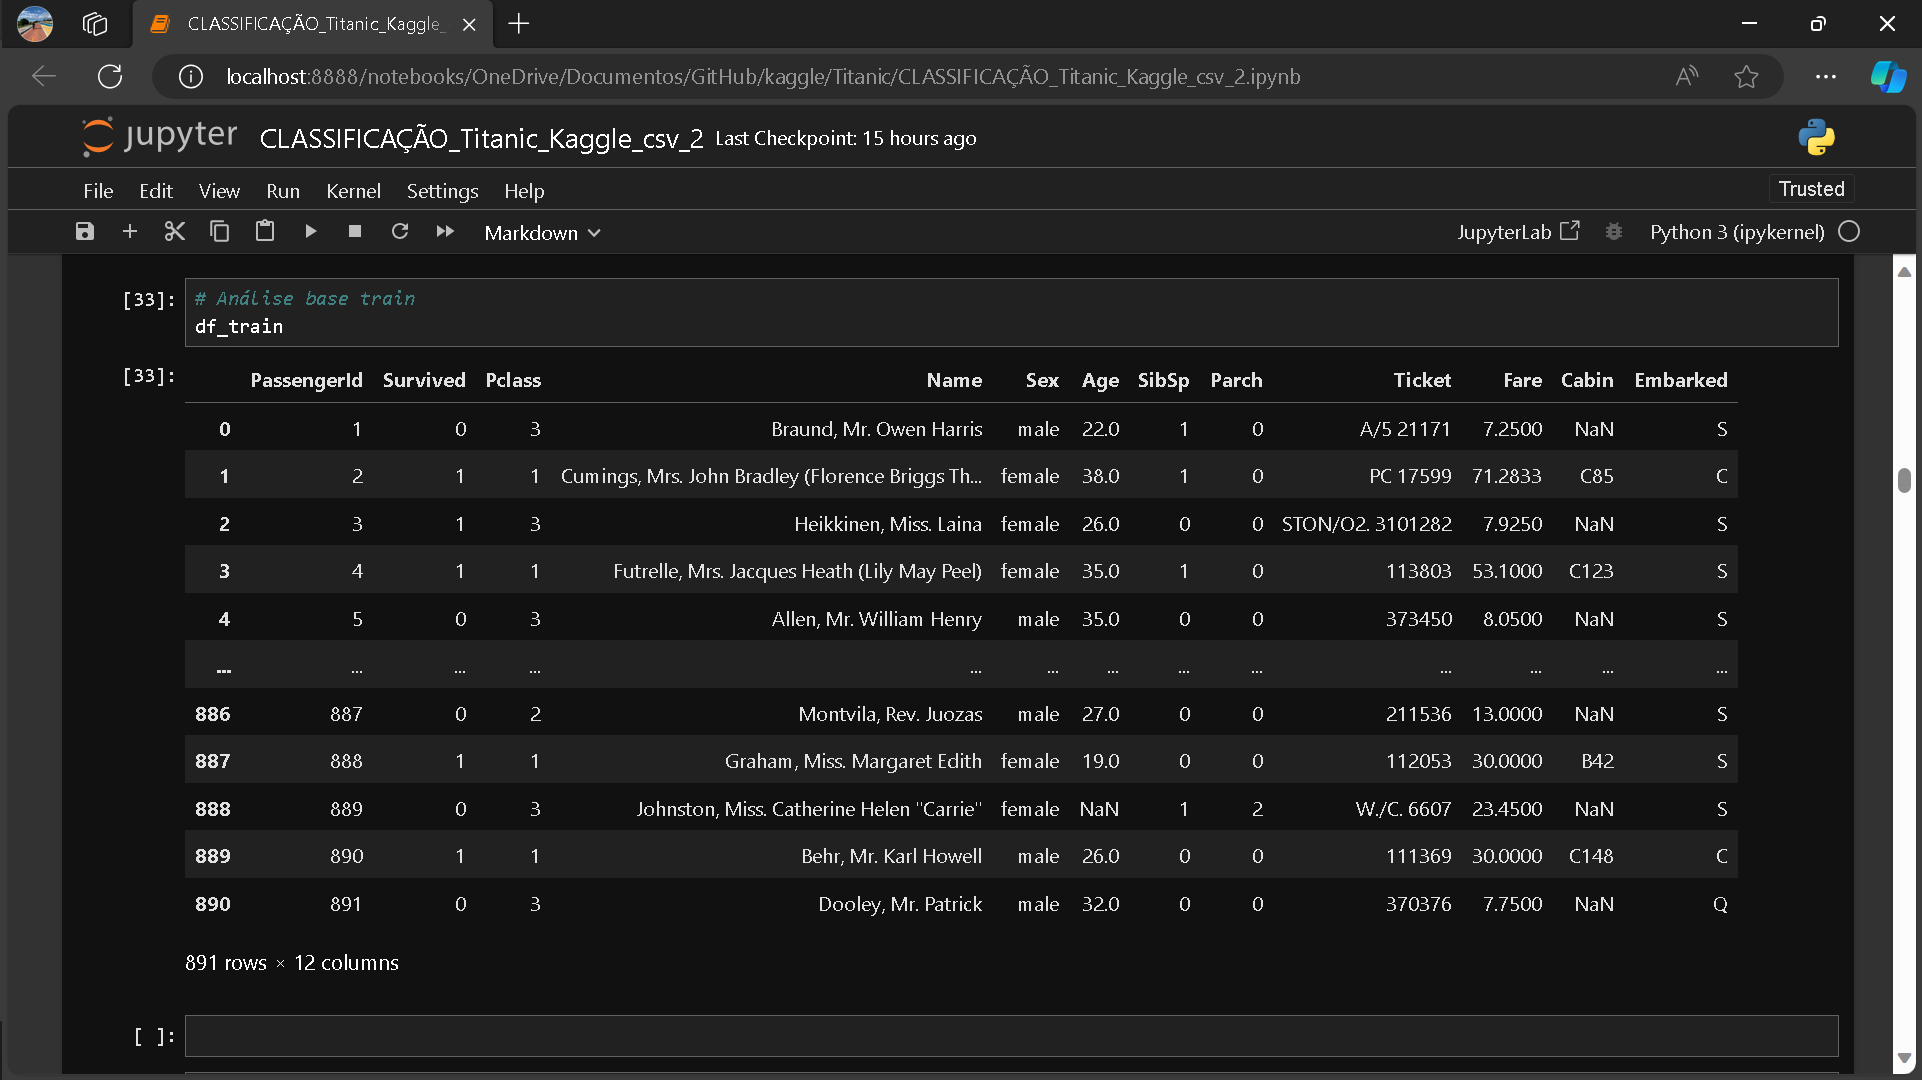 CLASSIFICAÇÃO_Titanic_Kaggle_
localhost:8888/notebooks/OneDrive/Documentos/GitHub/kaggle/Titanic/CLASSIFICAÇÃO_Titanic_Kaggle_csv_2.ipynb
jupyter CLASSIFICAÇÃO_Titanic_Kaggle_csv_2 Last Checkpoint: 15 hours ago
File Edit View Run Kernel Settings Help Trusted
Markdown JupyterLab Python 3 (ipykernel)
[33]: # Análise base train
df_train
[33]: PassengerId Survived Pclass Name Sex Age SibSp Parch Ticket Fare Cabin Embarked
0 1 0 3 Braund, Mr. Owen Harris male 22.0 1 0 A/5 21171 7.2500 NaN S
1 2 1 1 Cumings, Mrs. John Bradley (Florence Briggs Th... female 38.0 1 0 PC 17599 71.2833 C85 C
2 3 1 3 Heikkinen, Miss. Laina female 26.0 0 0 STON/O2. 3101282 7.9250 NaN S
3 4 1 1 Futrelle, Mrs. Jacques Heath (Lily May Peel) female 35.0 1 0 113803 53.1000 C123 S
4 5 0 3 Allen, Mr. William Henry male 35.0 0 0 373450 8.0500 NaN S
... ... ... ... ... ... ... ... ... ... ... ... ...
886 887 0 2 Montvila, Rev. Juozas male 27.0 0 0 211536 13.0000 NaN S
887 888 1 1 Graham, Miss. Margaret Edith female 19.0 0 0 112053 30.0000 B42 S
888 889 0 3 Johnston, Miss. Catherine Helen "Carrie" female NaN 1 2 W./C. 6607 23.4500 NaN S
889 890 1 1 Behr, Mr. Karl Howell male 26.0 0 0 111369 30.0000 C148 C
890 891 0 3 Dooley, Mr. Patrick male 32.0 0 0 370376 7.7500 NaN Q
891 rows × 12 columns
[ ]: